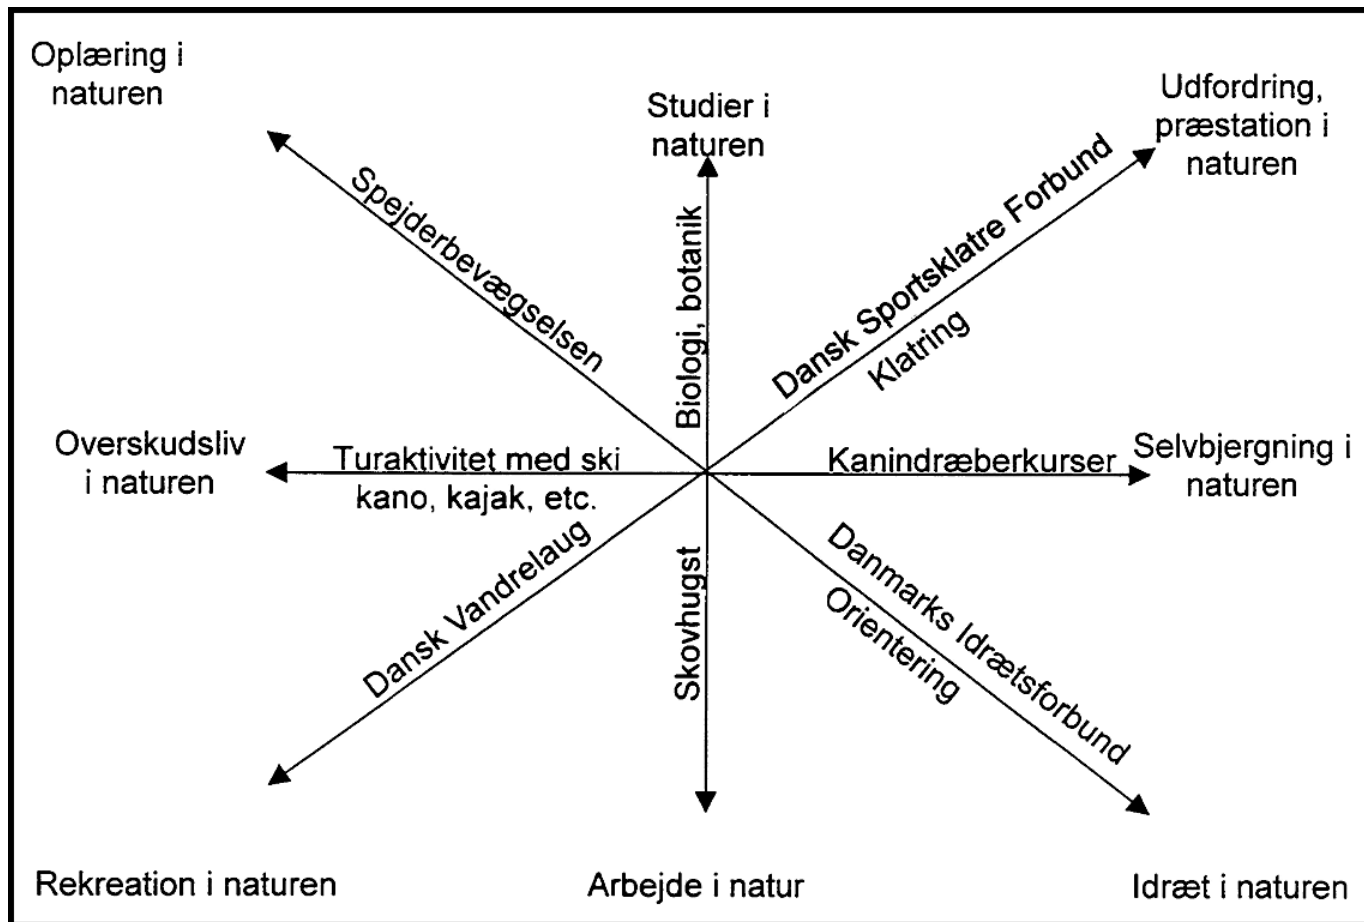 Oplæring i
naturen
Studier i
naturen
Udfordring,
præstation i
naturen
Spejderbevægselsen
Biologi, botanik
Dansk Sportsklatre Forbund
Klatring
Overskudsliv
i naturen
Turaktivitet med ski
kano, kajak, etc.
Kanindræberkurser
Selvbjergning i
naturen
Dansk Vandrelaug
Skovhugst
Danmarks Idrætsforbund
Orientering
Rekreation i naturen
Arbejde i natur
Idræt i naturen